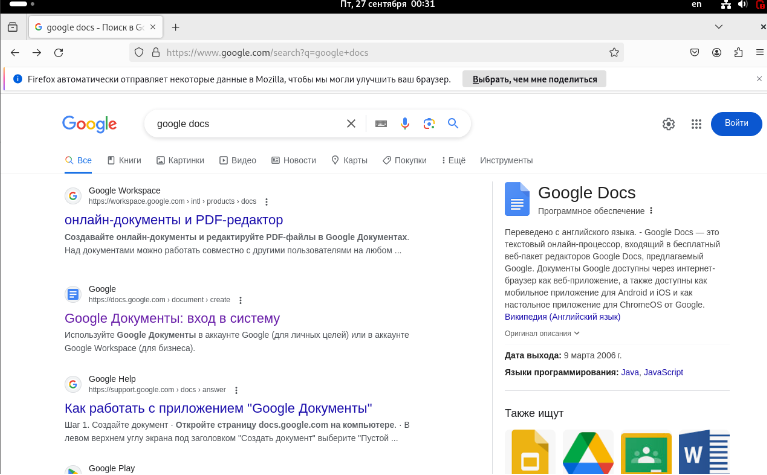 Пт, 27 сентября 00:31
en
google docs - Поиск в Go
https://www.google.com/search?q=google+docs
Firefox автоматически отправляет некоторые данные в Mozilla, чтобы мы могли улучшить ваш браузер.
Выбрать, чем мне поделиться
Google
google docs
Войти
Все
Книги
Картинки
Видео
Новости
Карты
Покупки
Ещё
Инструменты
Google Workspace
https://workspace.google.com › intl › products › docs
онлайн-документы и PDF-редактор
Создавайте онлайн-документы и редактируйте PDF-файлы в Google Документах.
Над документами можно работать совместно с другими пользователями на любом ...
Google
https://docs.google.com › document › create
Google Документы: вход в систему
Используйте Google Документы в аккаунте Google (для личных целей) или в аккаунте
Google Workspace (для бизнеса).
Google Help
https://support.google.com › docs › answer
Как работать с приложением "Google Документы"
Шаг 1. Создайте документ · Откройте страницу docs.google.com на компьютере. · В
левом верхнем углу экрана под заголовком "Создать документ" выберите "Пустой ...
Google Play
Google Docs
Программное обеспечение
Переведено с английского языка. - Google Docs — это
текстовый онлайн-процессор, входящий в бесплатный
веб-пакет редакторов Google Docs, предлагаемый
Google. Документы Google доступны через интернет-
браузер как веб-приложение, а также доступны как
мобильное приложение для Android и iOS и как
настольное приложение для ChromeOS от Google.
Википедия (Английский язык)
Оригинал описания
Дата выхода: 9 марта 2006 г.
Языки программирования: Java, JavaScript
Также ищут
W